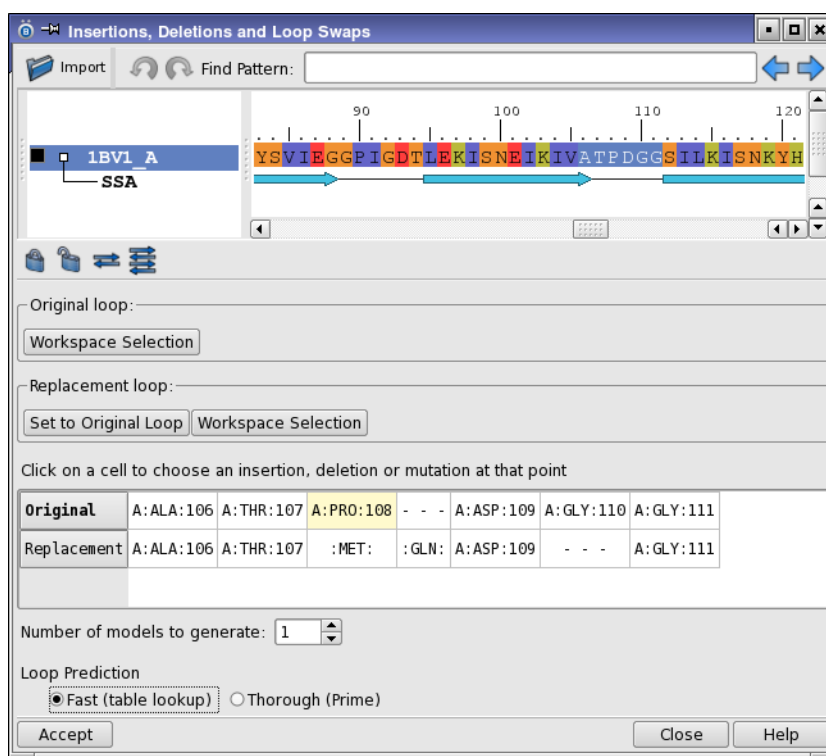 Insertions, Deletions and Loop Swaps
Import Find Pattern:
90 100 110 120
1BV1_A YSVIEGGPIGDTLEKISNEIKIVATPDGGSILKISNKYH
SSA
Original loop:
Workspace Selection
Replacement loop:
Set to Original Loop Workspace Selection
Click on a cell to choose an insertion, deletion or mutation at that point
Original A:ALA:106 A:THR:107 A:PRO:108 - - - A:ASP:109 A:GLY:110 A:GLY:111
Replacement A:ALA:106 A:THR:107 :MET: :GLN: A:ASP:109 - - - A:GLY:111
Number of models to generate: 1
Loop Prediction
Fast (table lookup) Thorough (Prime)
Accept Close Help